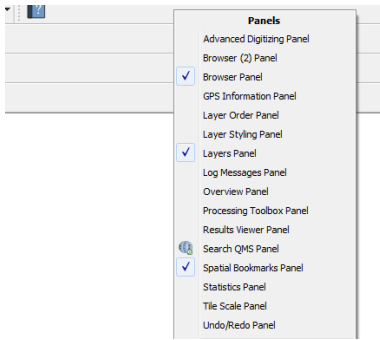 Panels
Advanced Digitizing Panel
Browser (2) Panel
Browser Panel
GPS Information Panel
Layer Order Panel
Layer Styling Panel
Layers Panel
Log Messages Panel
Overview Panel
Processing Toolbox Panel
Results Viewer Panel
Search QMS Panel
Spatial Bookmarks Panel
Statistics Panel
Tile Scale Panel
Undo/Redo Panel